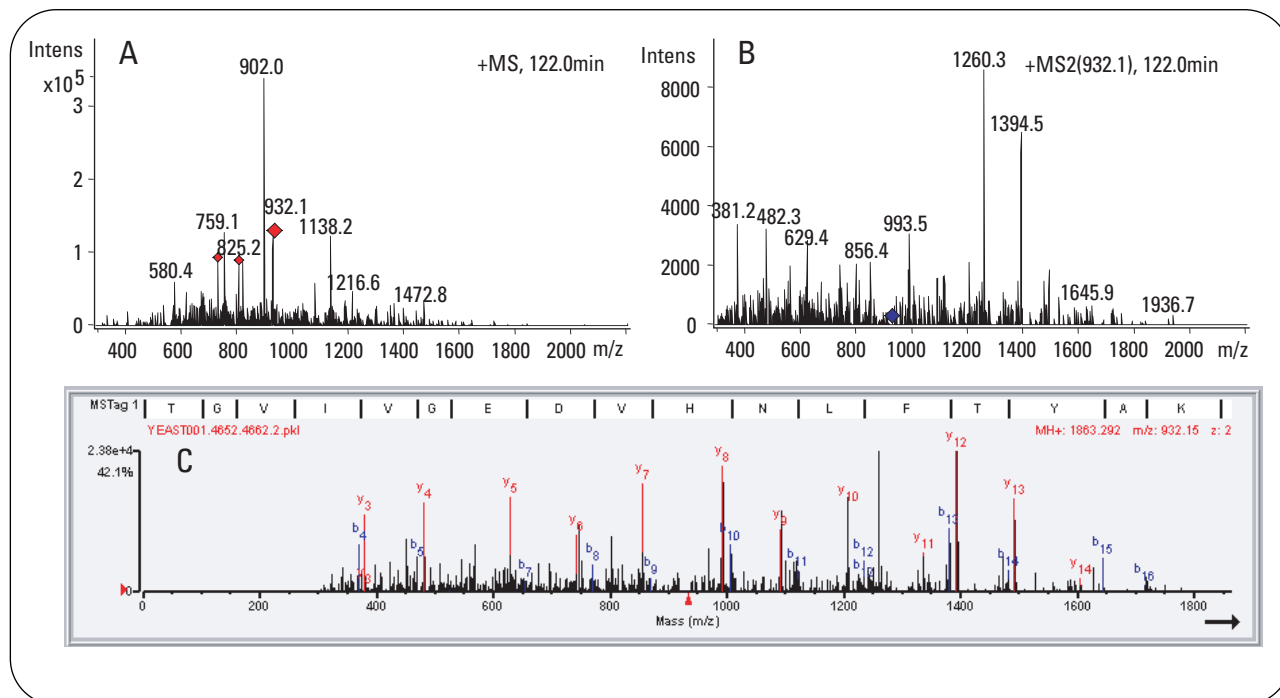 Intens
x10⁵
A
+MS, 122.0min
902.0
3
2
1
0
759.1
932.1
825.2
1138.2
580.4
1216.6
1472.8
400 600 800 1000 1200 1400 1600 1800 2000 m/z
Intens
B
+MS2(932.1), 122.0min
1260.3
8000
1394.5
6000
4000
381.2
482.3
993.5
629.4
856.4
2000
1645.9
1936.7
0
400 600 800 1000 1200 1400 1600 1800 2000 m/z
MSTag 1 T G V I V G E D V H N L F T Y A K
YEAST001.4652.4662.2.pkl
MH+: 1863.292 m/z: 932.15 z: 2
C
2.38e+4
42.1%
0
y3 y4 y5 y6 y7 y8 y9 y10 y11 y12 y13 y14
b4 b5 b7 b8 b9 b10 b11 b12 b13 b14 b15 b16
0 200 400 600 800 1000 1200 1400 1600 1800
Mass (m/z)